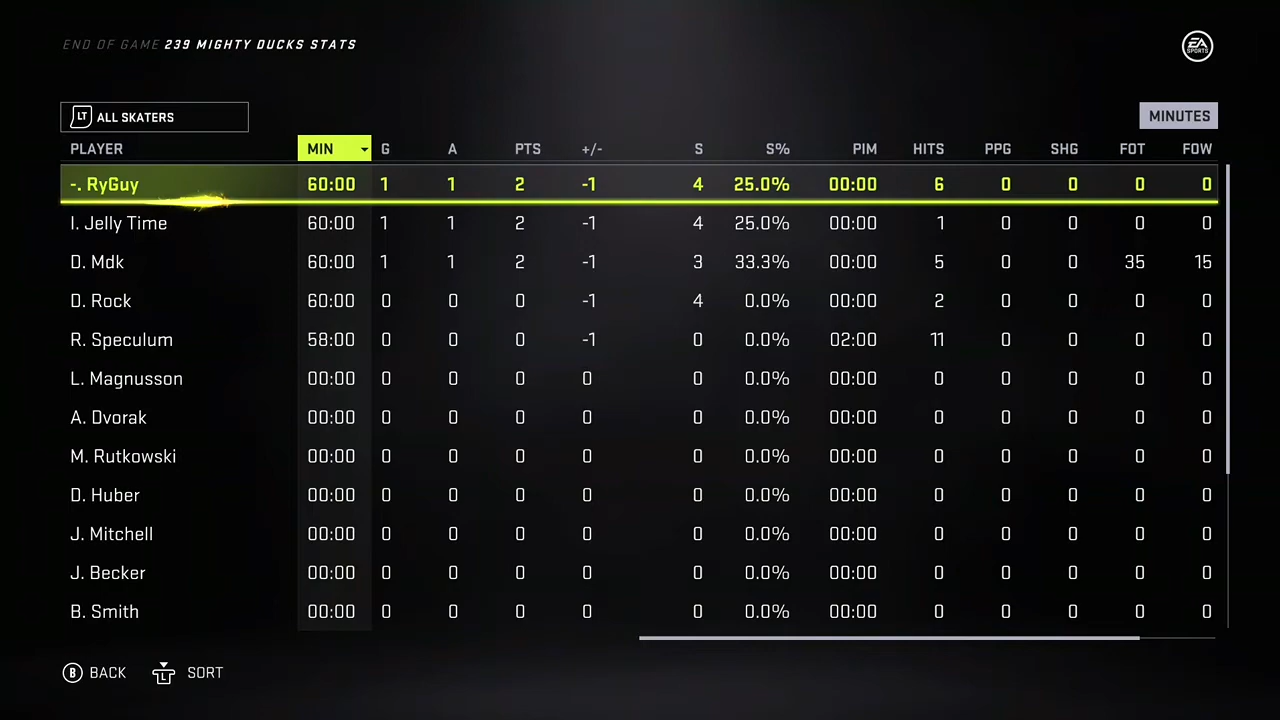 END OF GAME 239 MIGHTY DUCKS STATS
EA SPORTS
LT ALL SKATERS
MINUTES
PLAYER MIN G A PTS +/- S S% PIM HITS PPG SHG FOT FOW
-. RyGuy 60:00 1 1 2 -1 4 25.0% 00:00 6 0 0 0 0
I. Jelly Time 60:00 1 1 2 -1 4 25.0% 00:00 1 0 0 0 0
D. Mdk 60:00 1 1 2 -1 3 33.3% 00:00 5 0 0 35 15
D. Rock 60:00 0 0 0 -1 4 0.0% 00:00 2 0 0 0 0
R. Speculum 58:00 0 0 0 -1 0 0.0% 02:00 11 0 0 0 0
L. Magnusson 00:00 0 0 0 0 0 0.0% 00:00 0 0 0 0 0
A. Dvorak 00:00 0 0 0 0 0 0.0% 00:00 0 0 0 0 0
M. Rutkowski 00:00 0 0 0 0 0 0.0% 00:00 0 0 0 0 0
D. Huber 00:00 0 0 0 0 0 0.0% 00:00 0 0 0 0 0
J. Mitchell 00:00 0 0 0 0 0 0.0% 00:00 0 0 0 0 0
J. Becker 00:00 0 0 0 0 0 0.0% 00:00 0 0 0 0 0
B. Smith 00:00 0 0 0 0 0 0.0% 00:00 0 0 0 0 0
B BACK L SORT